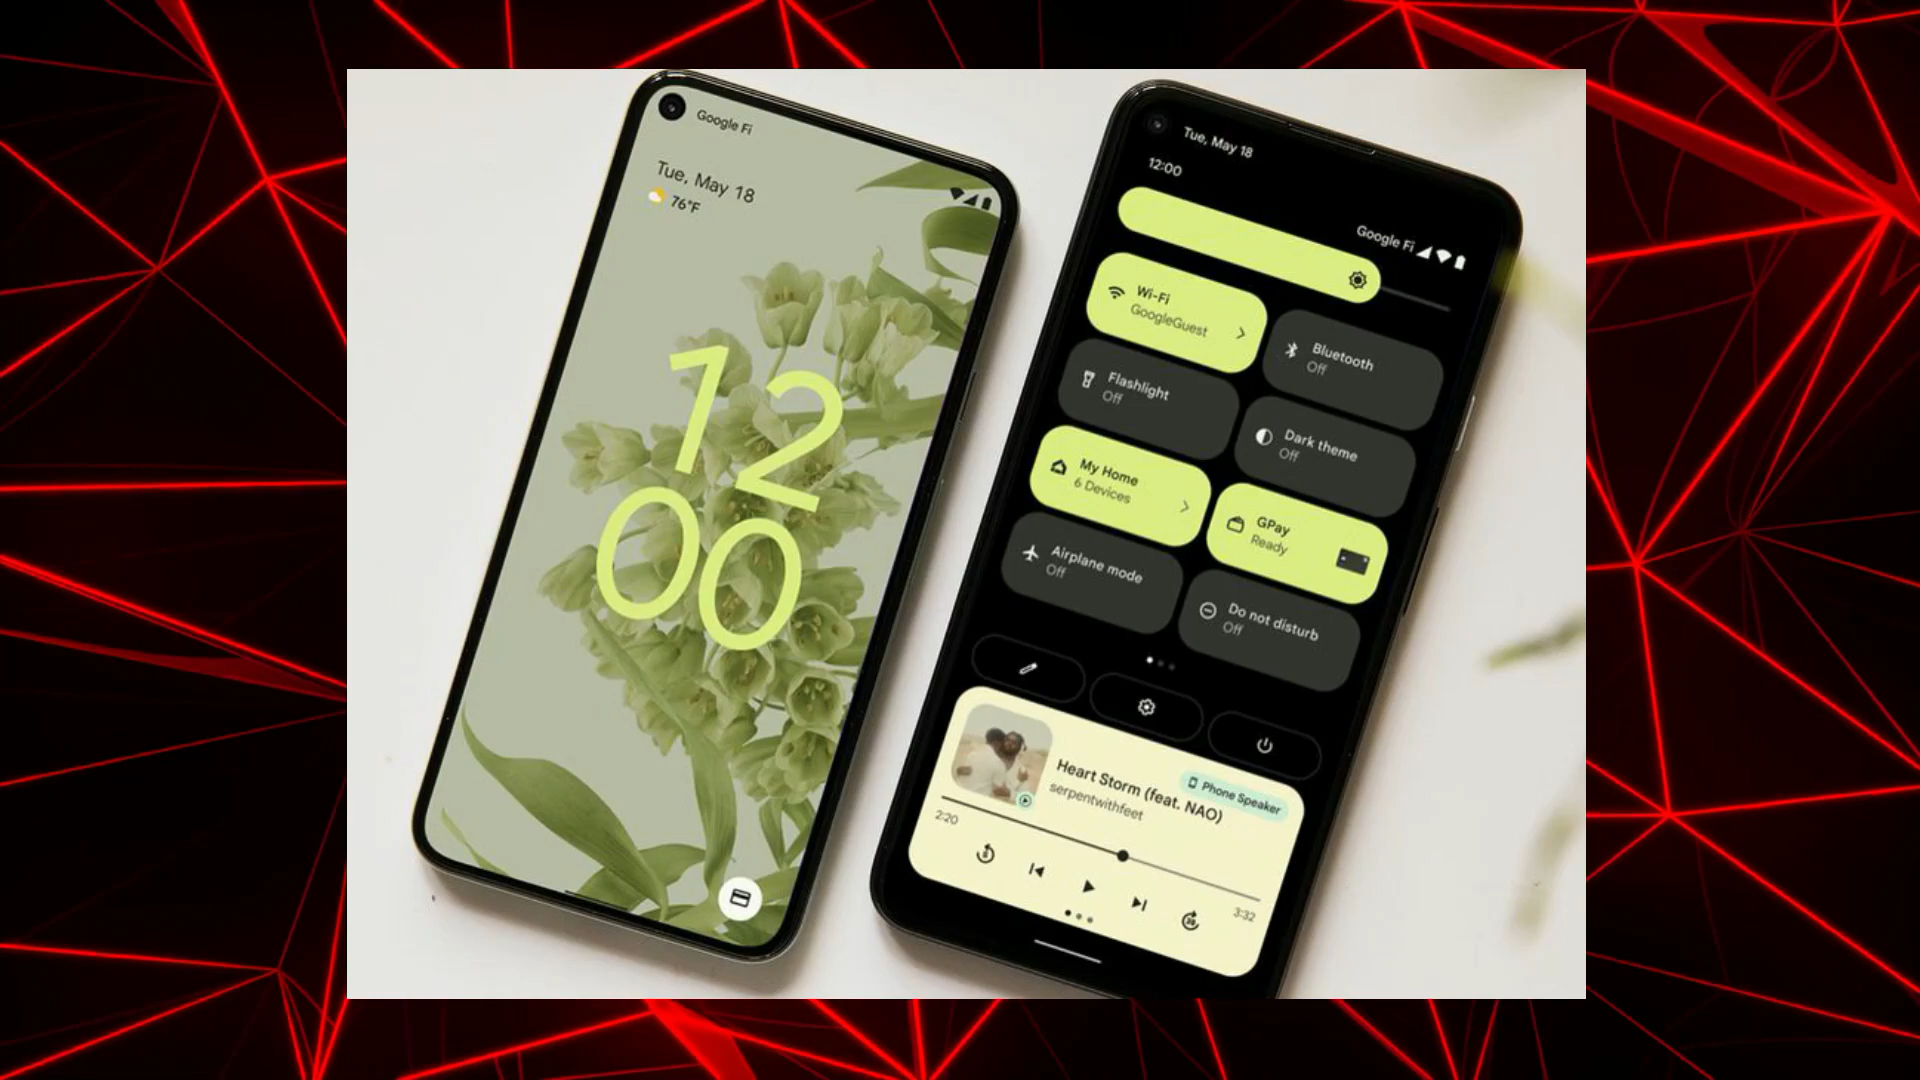 Google Fi
Tue, May 18
76°F
12
00
Tue, May 18
12:00
Google Fi
Wi-Fi
GoogleGuest
Bluetooth
Off
Flashlight
Off
Dark theme
Off
My Home
6 Devices
GPay
Ready
Airplane mode
Off
Do not disturb
Off
Phone Speaker
Heart Storm (feat. NAO)
serpentwithfeet
2:20
3:32